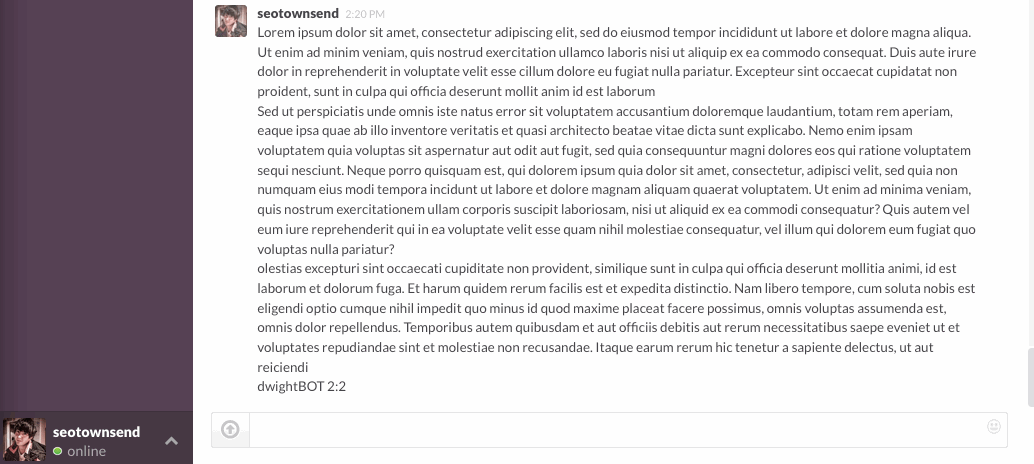 seotownsend 2:20 PM
Lorem ipsum dolor sit amet, consectetur adipiscing elit, sed do eiusmod tempor incididunt ut labore et dolore magna aliqua.
Ut enim ad minim veniam, quis nostrud exercitation ullamco laboris nisi ut aliquip ex ea commodo consequat. Duis aute irure
dolor in reprehenderit in voluptate velit esse cillum dolore eu fugiat nulla pariatur. Excepteur sint occaecat cupidatat non
proident, sunt in culpa qui officia deserunt mollit anim id est laborum
Sed ut perspiciatis unde omnis iste natus error sit voluptatem accusantium doloremque laudantium, totam rem aperiam,
eaque ipsa quae ab illo inventore veritatis et quasi architecto beatae vitae dicta sunt explicabo. Nemo enim ipsam
voluptatem quia voluptas sit aspernatur aut odit aut fugit, sed quia consequuntur magni dolores eos qui ratione voluptatem
sequi nesciunt. Neque porro quisquam est, qui dolorem ipsum quia dolor sit amet, consectetur, adipisci velit, sed quia non
numquam eius modi tempora incidunt ut labore et dolore magnam aliquam quaerat voluptatem. Ut enim ad minima veniam,
quis nostrum exercitationem ullam corporis suscipit laboriosam, nisi ut aliquid ex ea commodi consequatur? Quis autem vel
eum iure reprehenderit qui in ea voluptate velit esse quam nihil molestiae consequatur, vel illum qui dolorem eum fugiat quo
voluptas nulla pariatur?
olestias excepturi sint occaecati cupiditate non provident, similique sunt in culpa qui officia deserunt mollitia animi, id est
laborum et dolorum fuga. Et harum quidem rerum facilis est et expedita distinctio. Nam libero tempore, cum soluta nobis est
eligendi optio cumque nihil impedit quo minus id quod maxime placeat facere possimus, omnis voluptas assumenda est,
omnis dolor repellendus. Temporibus autem quibusdam et aut officiis debitis aut rerum necessitatibus saepe eveniet ut et
voluptates repudiandae sint et molestiae non recusandae. Itaque earum rerum hic tenetur a sapiente delectus, ut aut
reiciendi
dwightBOT 2:2
seotownsend
online